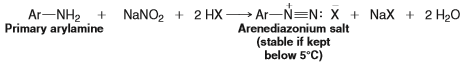 Ar—NH₂ + NaNO₂ + 2 HX ⟶ Ar—N⁺≡N: X⁻ + NaX + 2 H₂O
Primary arylamine
Arenediazonium salt
(stable if kept
below 5°C)